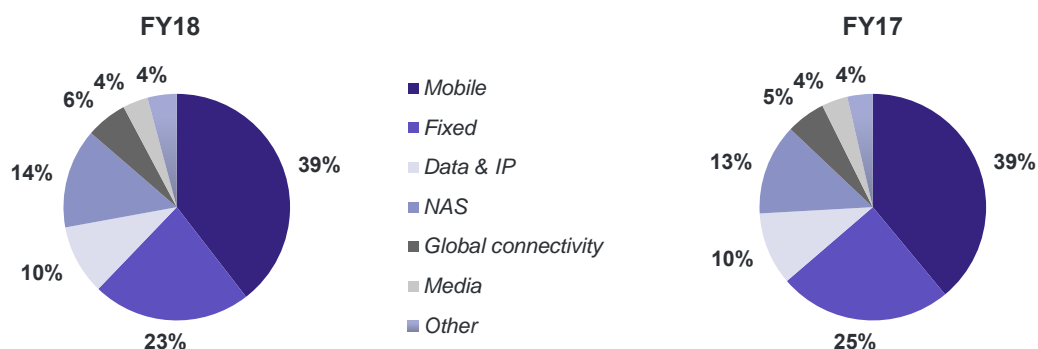 FY18
4%
4%
6%
14%
10%
23%
39%
Mobile
Fixed
Data & IP
NAS
Global connectivity
Media
Other
FY17
4%
4%
5%
13%
10%
25%
39%